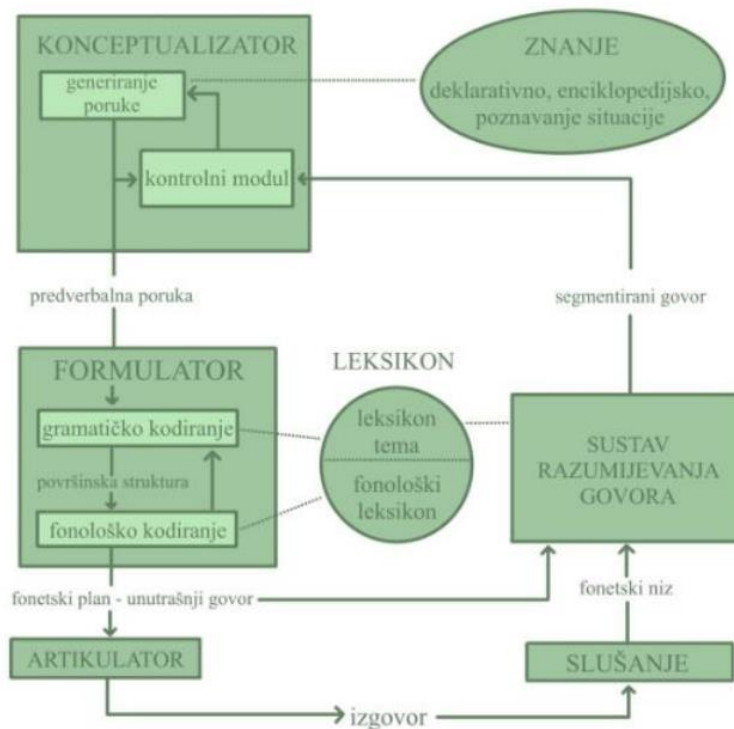 KONCEPTUALIZATOR
generiranje
poruke
kontrolni modul
ZNANJE
deklarativno, enciklopedijsko,
poznavanje situacije
predverbalna poruka
segmentirani govor
FORMULATOR
gramatičko kodiranje
površinska struktura
fonološko kodiranje
LEKSIKON
leksikon
tema
fonološki
leksikon
SUSTAV
RAZUMIJEVANJA
GOVORA
fonetski plan - unutrašnji govor
fonetski niz
ARTIKULATOR
SLUŠANJE
izgovor